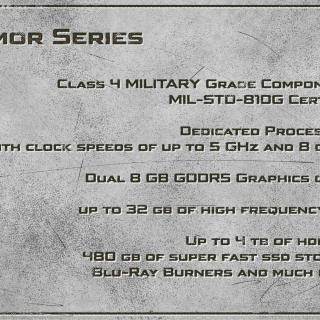 mor Series
Class 4 MILITARY Grade Compon
MIL-STD-810G Cert
Dedicated Proces
ith clock speeds of up to 5 GHz and 8 c
Dual 8 GB GDDR5 Graphics c
up to 32 gb of high frequency
Up to 4 tb of hdd
480 gb of super fast ssd sto
Blu-Ray Burners and much